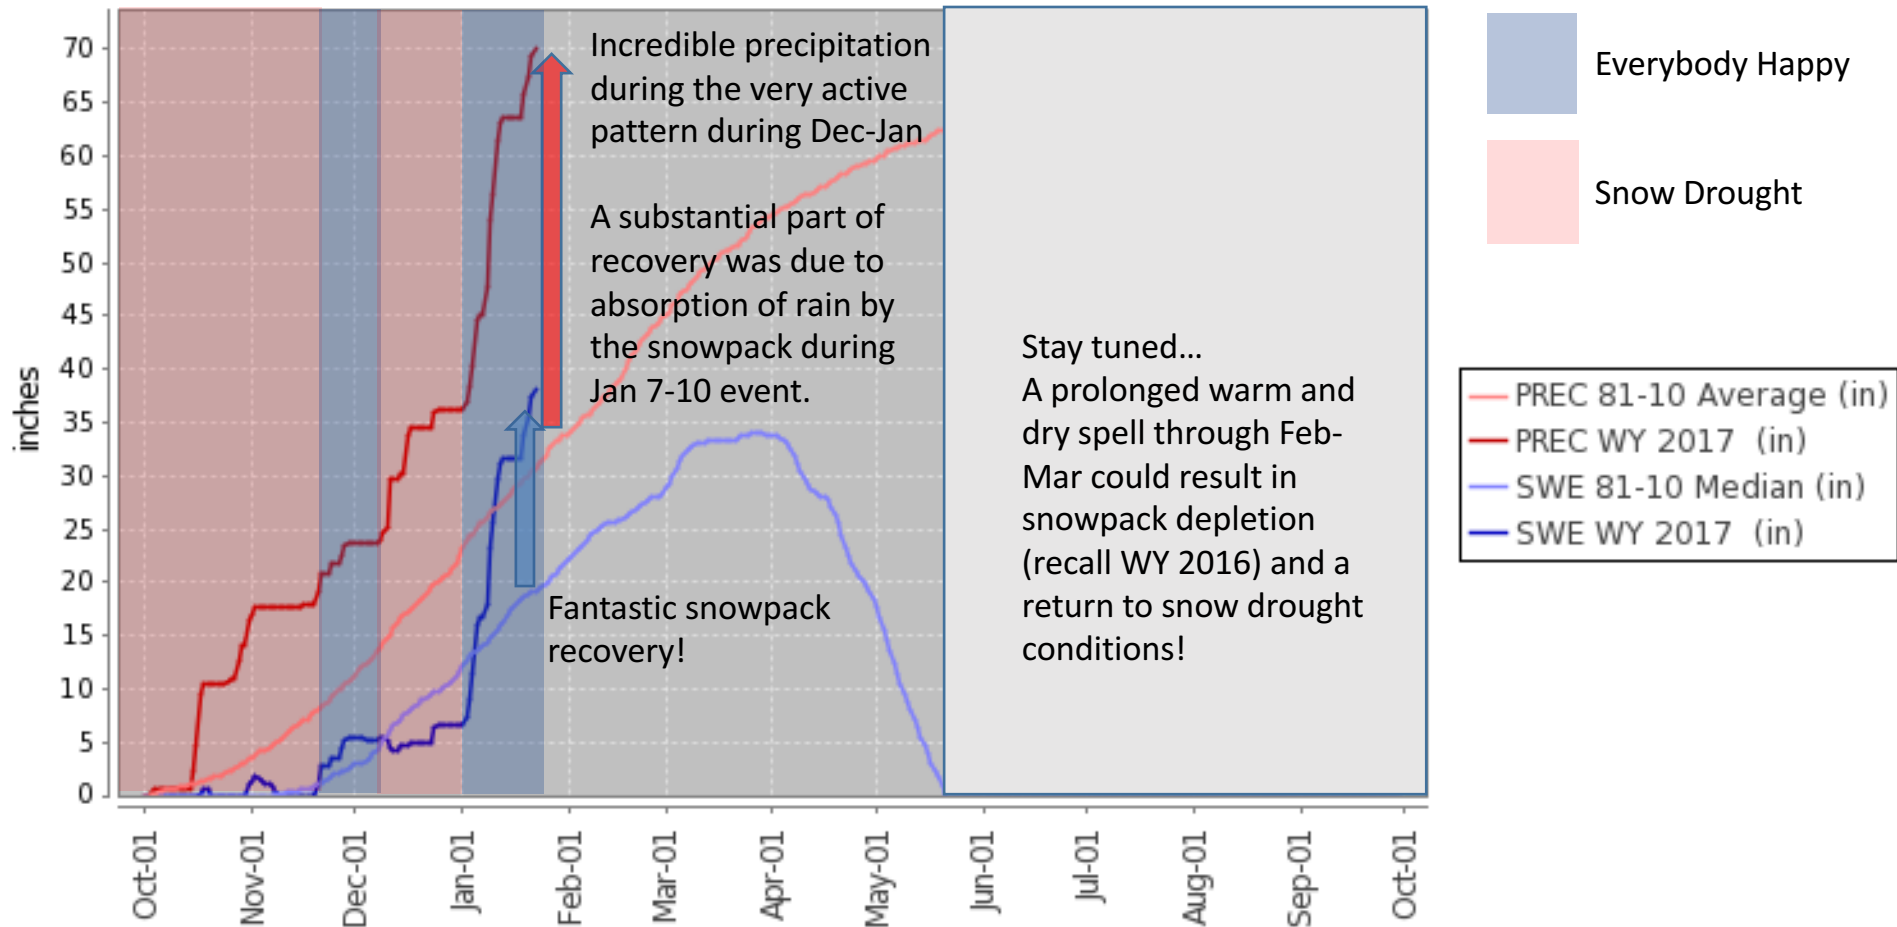 70
65
60
55
50
45
40
35
30
25
20
15
10
5
0
inches
Oct-01
Nov-01
Dec-01
Jan-01
Feb-01
Mar-01
Apr-01
May-01
Jun-01
Jul-01
Aug-01
Sep-01
Oct-01
Incredible precipitation
during the very active
pattern during Dec-Jan
A substantial part of
recovery was due to
absorption of rain by
the snowpack during
Jan 7-10 event.
Fantastic snowpack
recovery!
Stay tuned...
A prolonged warm and
dry spell through Feb-
Mar could result in
snowpack depletion
(recall WY 2016) and a
return to snow drought
conditions!
Everybody Happy
Snow Drought
PREC 81-10 Average (in)
PREC WY 2017 (in)
SWE 81-10 Median (in)
SWE WY 2017 (in)